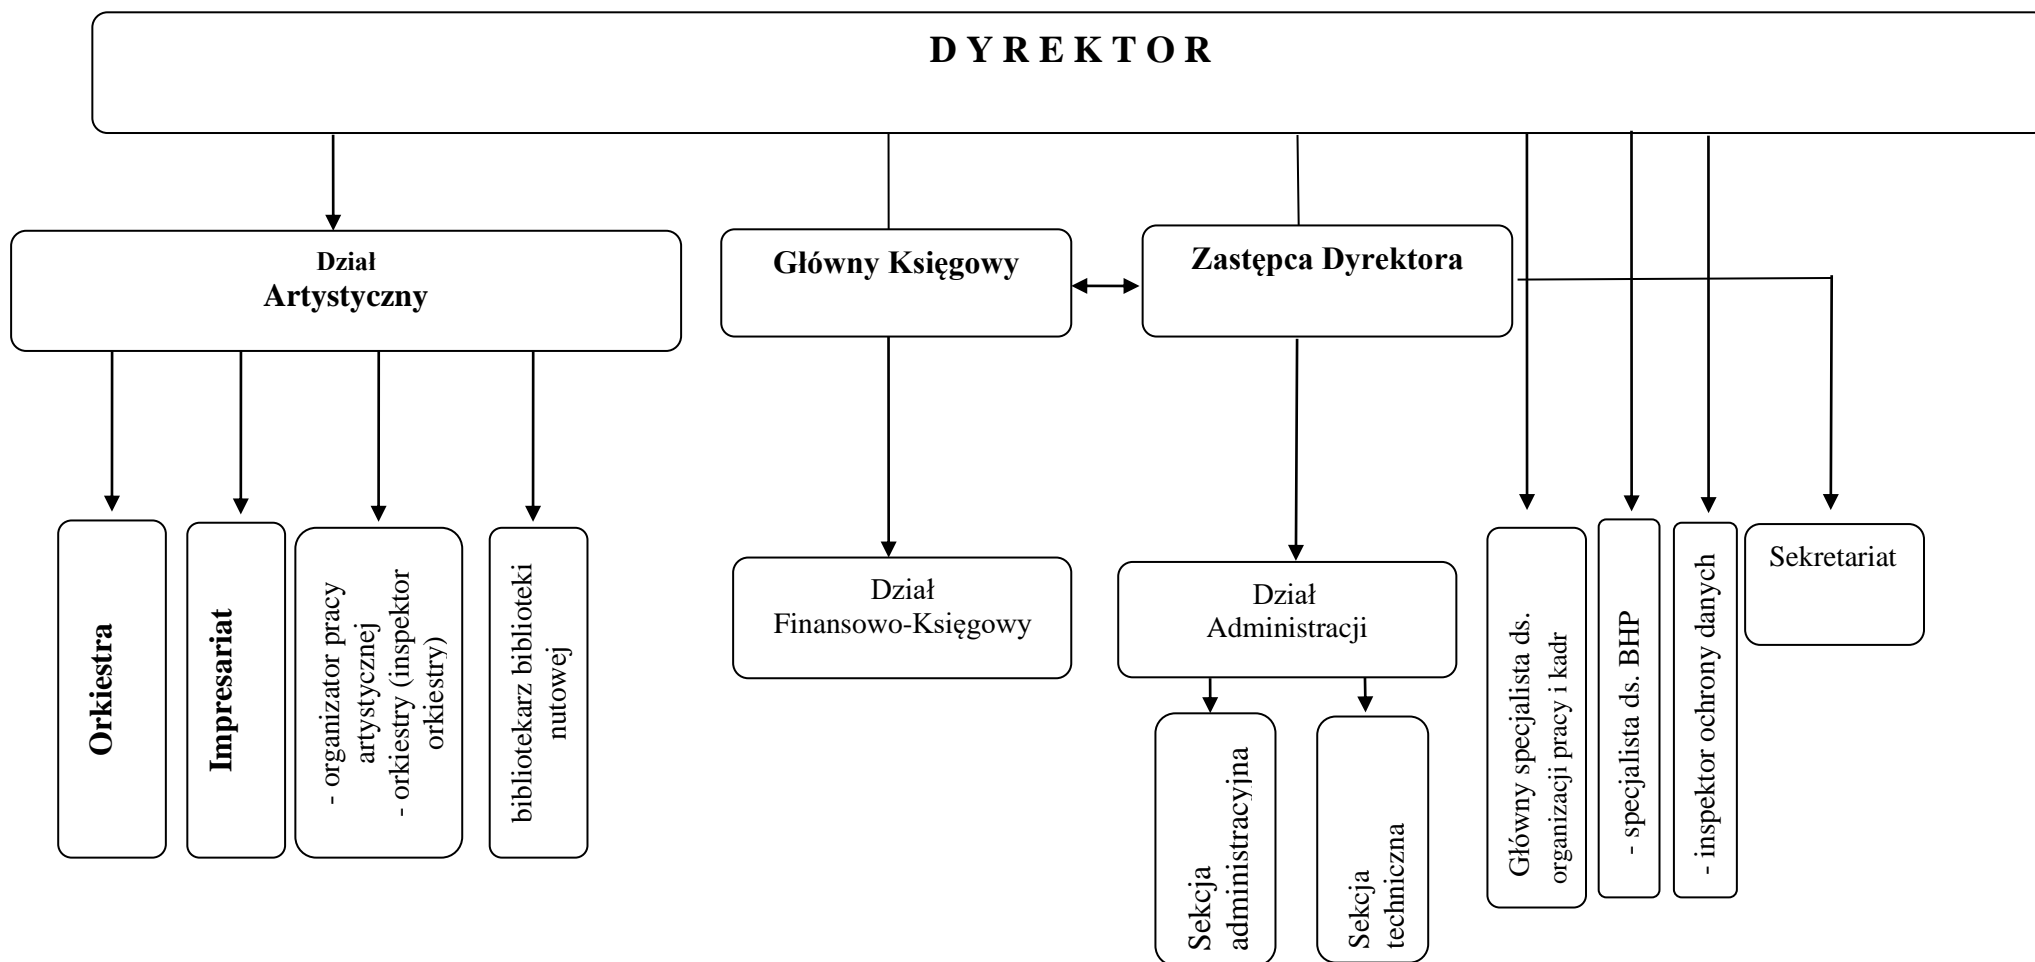 D Y R E K T O R
Dział
Artystyczny
Główny Księgowy
Zastępca Dyrektora
Orkiestra
Impresariat
- organizator pracy
artystycznej
- orkiestry (inspektor
orkiestry)
bibliotekarz biblioteki
nutowej
Dział
Finansowo-Księgowy
Dział
Administracji
Sekcja
administracyjna
Sekcja
techniczna
Główny specjalista ds.
organizacji pracy i kadr
- specjalista ds. BHP
- inspektor ochrony danych
Sekretariat